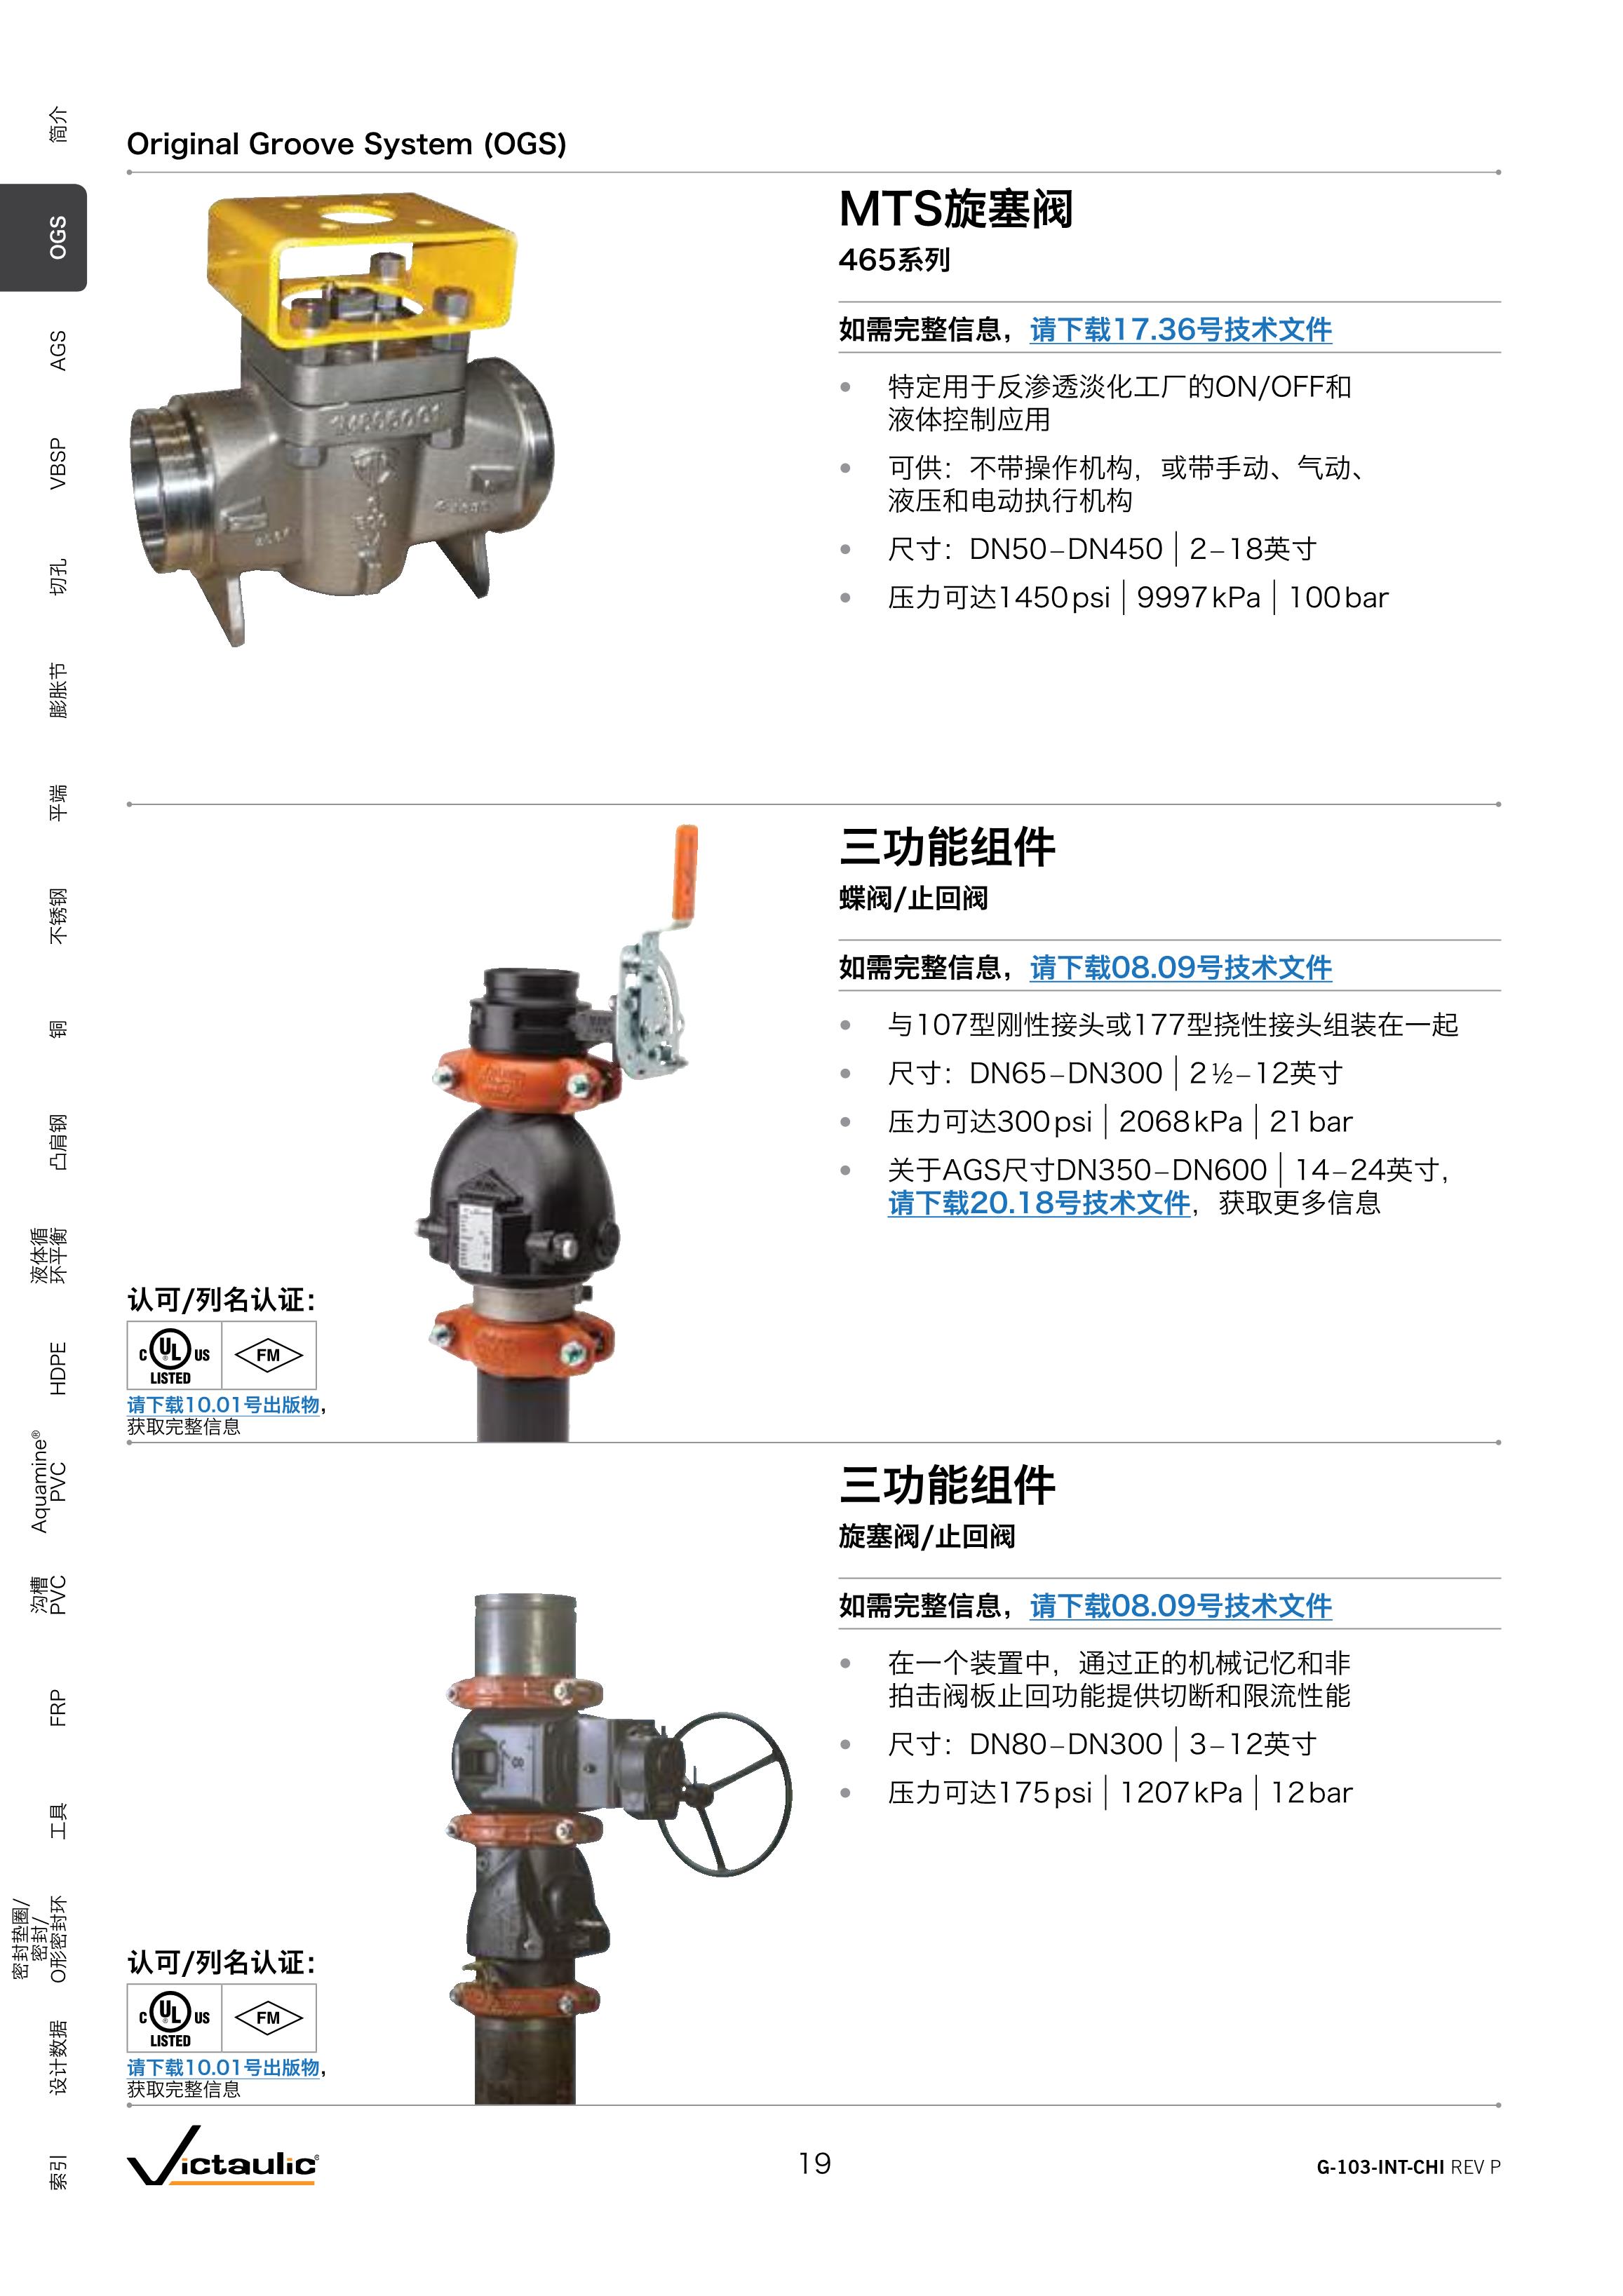 简介
OGS
AGS
VBSP
切孔
膨胀节
平端
不锈钢
铜
凸肩钢
液体循
环平衡
HDPE
Aquamine®
PVC
沟槽
PVC
FRP
工具
密封垫圈/
密封/
O形密封环
设计数据
索引
Original Groove System (OGS)
MTS旋塞阀
465系列
如需完整信息，请下载17.36号技术文件
特定用于反渗透淡化工厂的ON/OFF和
液体控制应用
可供：不带操作机构，或带手动、气动、
液压和电动执行机构
尺寸：DN50–DN450 | 2–18英寸
压力可达1450psi | 9997kPa | 100bar
三功能组件
蝶阀/止回阀
如需完整信息，请下载08.09号技术文件
与107型刚性接头或177型挠性接头组装在一起
尺寸：DN65–DN300 | 2½–12英寸
压力可达300psi | 2068kPa | 21bar
关于AGS尺寸DN350–DN600 | 14–24英寸，
请下载20.18号技术文件，获取更多信息
认可/列名认证：
C UL US
LISTED
FM
请下载10.01号出版物，
获取完整信息
三功能组件
旋塞阀/止回阀
如需完整信息，请下载08.09号技术文件
在一个装置中，通过正的机械记忆和非
拍击阀板止回功能提供切断和限流性能
尺寸：DN80–DN300 | 3–12英寸
压力可达175psi | 1207kPa | 12bar
认可/列名认证：
C UL US
LISTED
FM
请下载10.01号出版物，
获取完整信息
Victaulic®
19
G-103-INT-CHI REV P